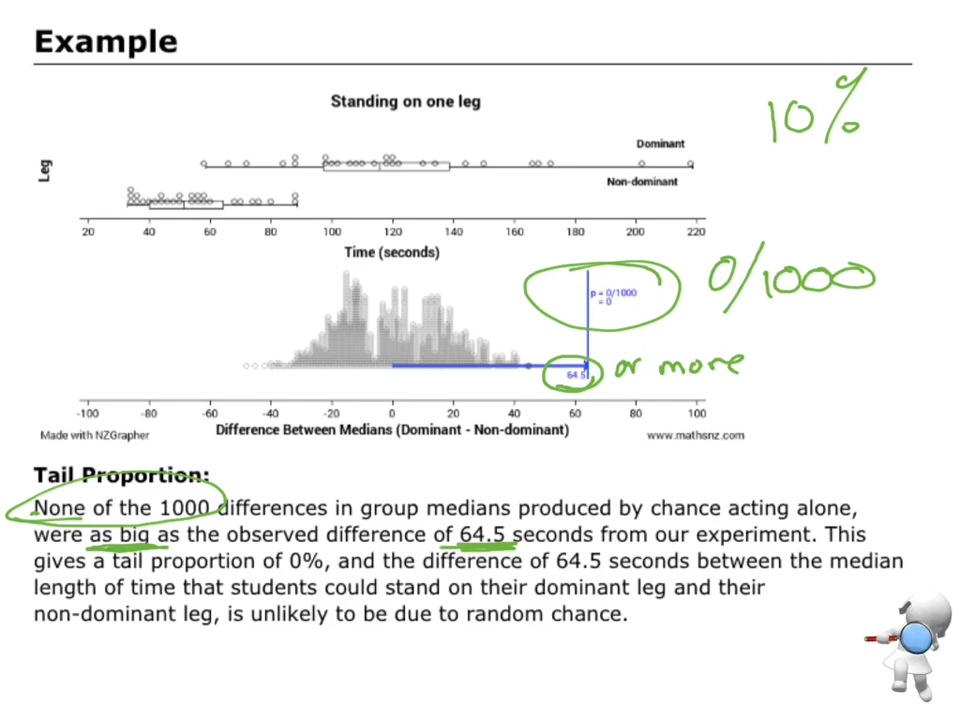 Example
10%
Standing on one leg
Dominant
Leg
Non-dominant
20 40 60 80 100 120 140 160 180 200 220
Time (seconds)
p = 0/1000
= 0
0/1000
64.5
or more
-100 -80 -60 -40 -20 0 20 40 60 80 100
Made with NZGrapher
Difference Between Medians (Dominant - Non-dominant)
www.mathsnz.com
Tail Proportion:
None of the 1000 differences in group medians produced by chance acting alone,
were as big as the observed difference of 64.5 seconds from our experiment. This
gives a tail proportion of 0%, and the difference of 64.5 seconds between the median
length of time that students could stand on their dominant leg and their
non-dominant leg, is unlikely to be due to random chance.